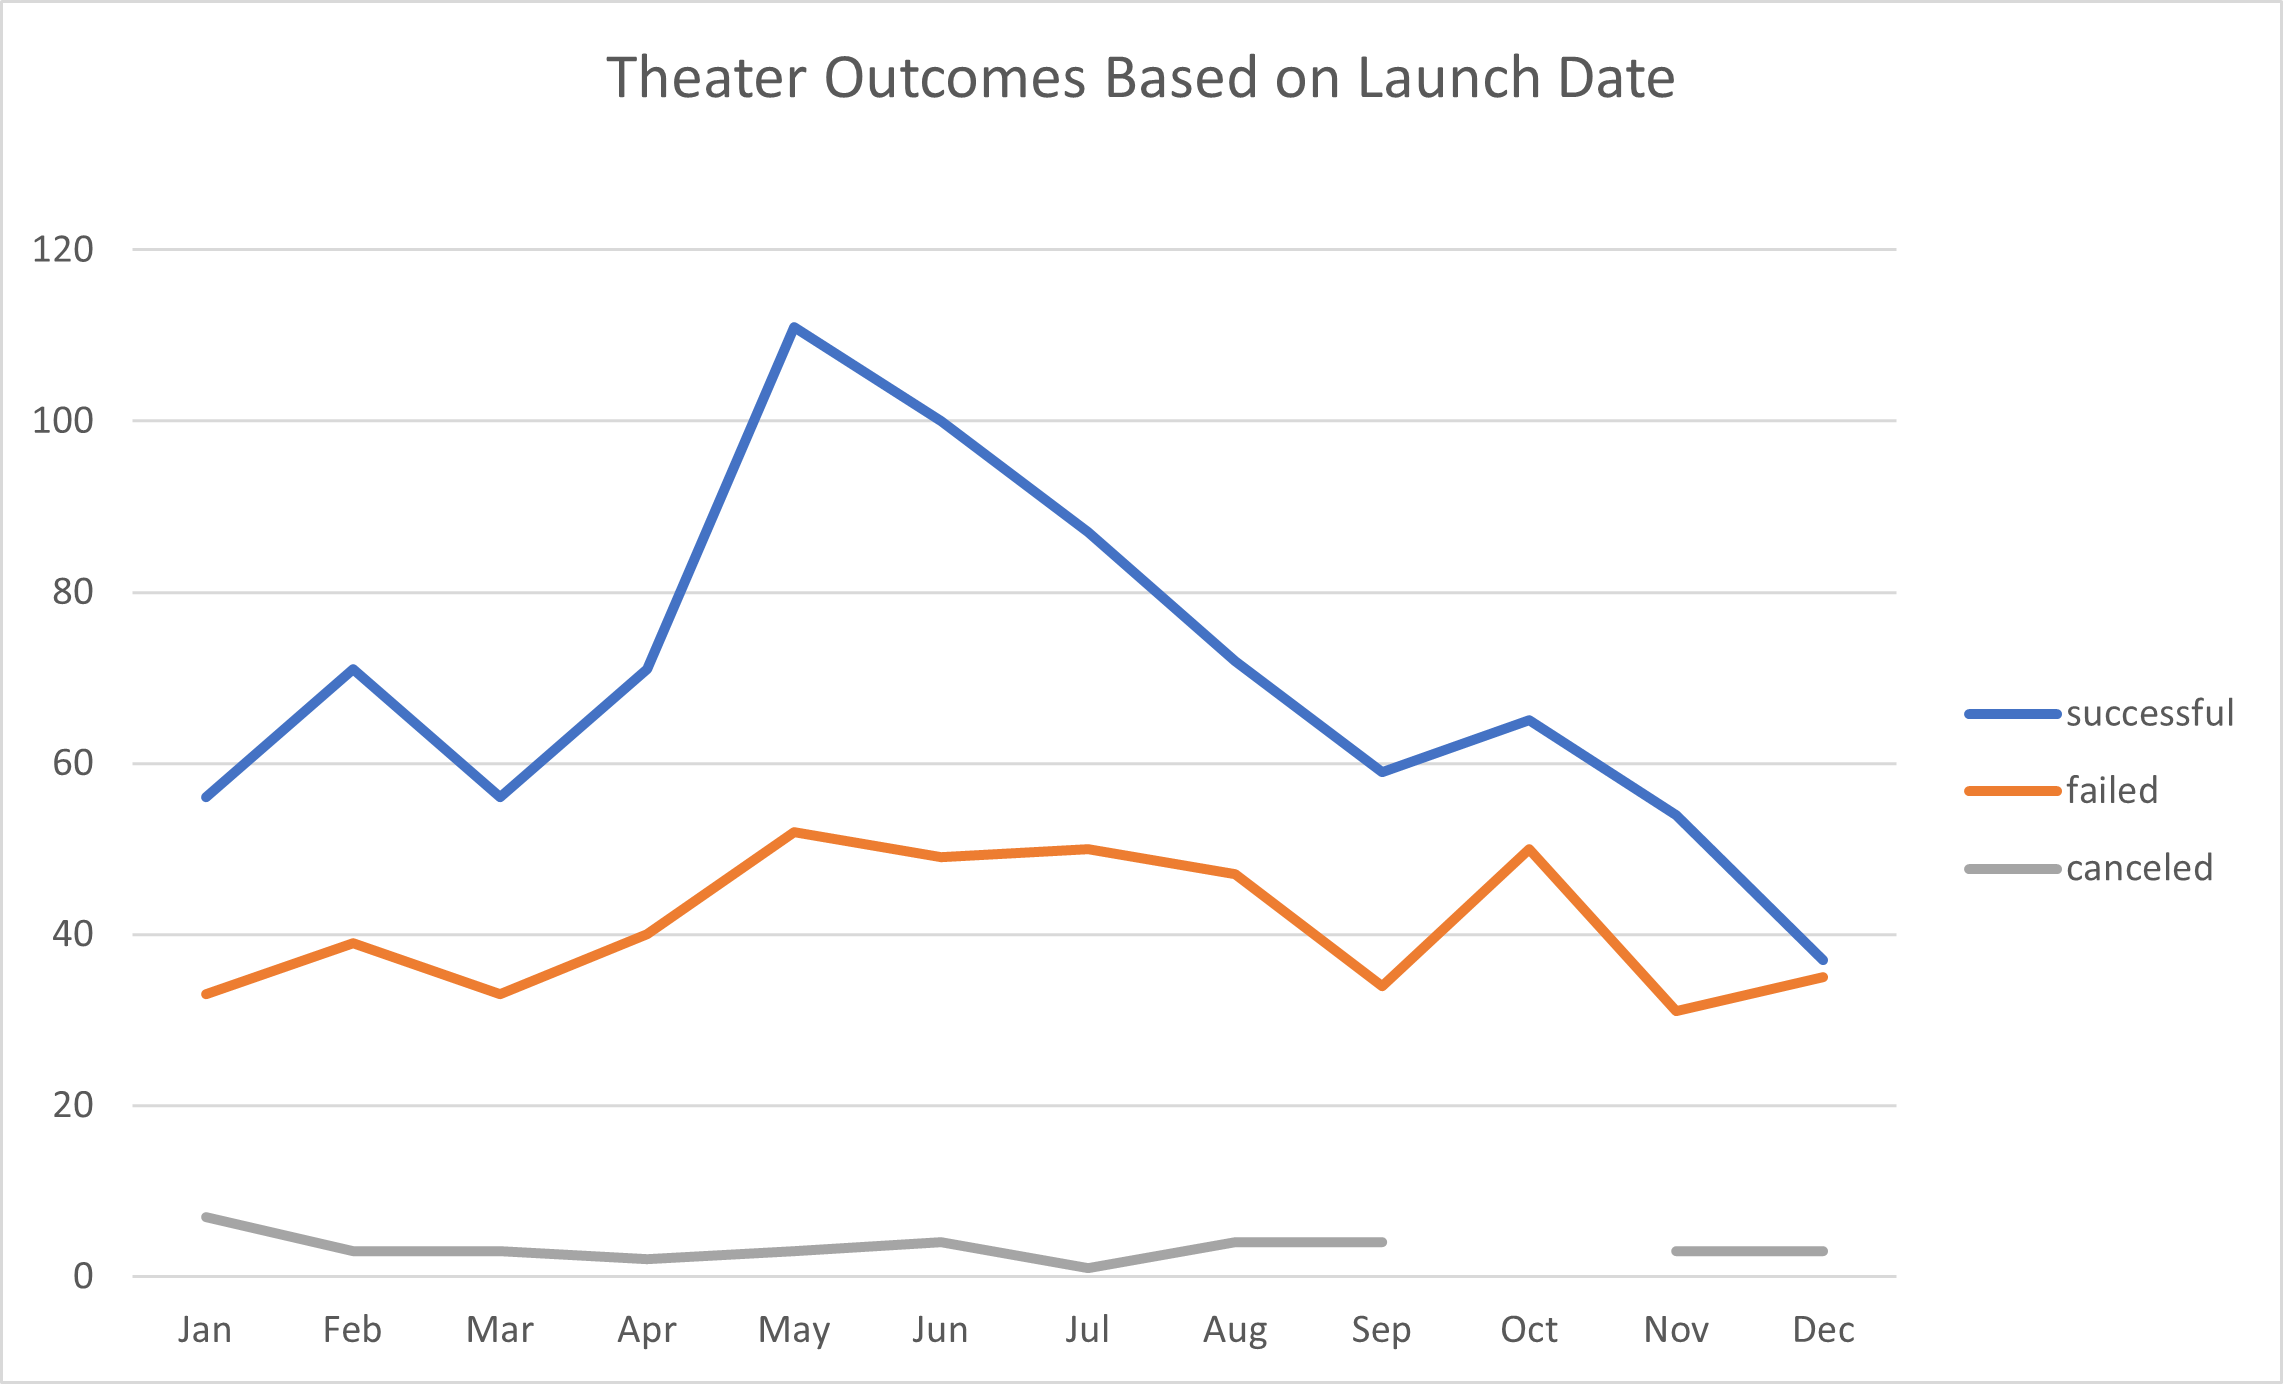 Theater Outcomes Based on Launch Date
120
100
80
60
40
20
0
Jan Feb Mar Apr May Jun Jul Aug Sep Oct Nov Dec
successful
failed
canceled